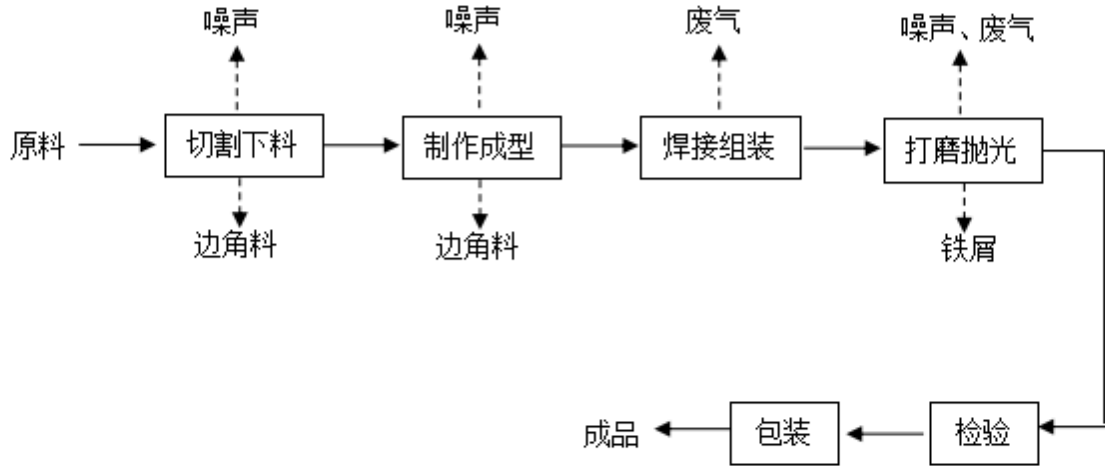 噪声
噪声
废气
噪声、废气
原料
切割下料
制作成型
焊接组装
打磨抛光
边角料
边角料
铁屑
成品
包装
检验